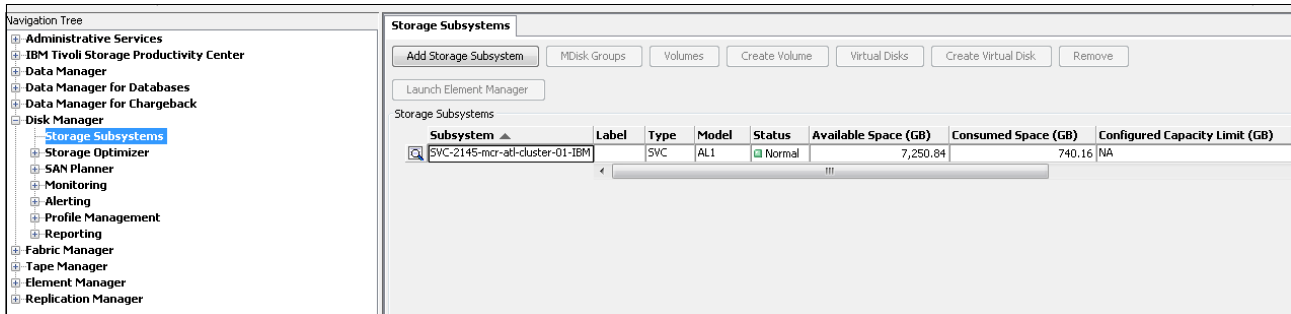 Navigation Tree
Administrative Services
IBM Tivoli Storage Productivity Center
Data Manager
Data Manager for Databases
Data Manager for Chargeback
Disk Manager
Storage Subsystems
Storage Optimizer
SAN Planner
Monitoring
Alerting
Profile Management
Reporting
Fabric Manager
Tape Manager
Element Manager
Replication Manager
Storage Subsystems
Add Storage Subsystem MDisk Groups Volumes Create Volume Virtual Disks Create Virtual Disk Remove
Launch Element Manager
Storage Subsystems
Subsystem Label Type Model Status Available Space (GB) Consumed Space (GB) Configured Capacity Limit (GB)
SVC-2145-mcr-atl-cluster-01-IBM SVC AL1 Normal 7,250.84 740.16 NA